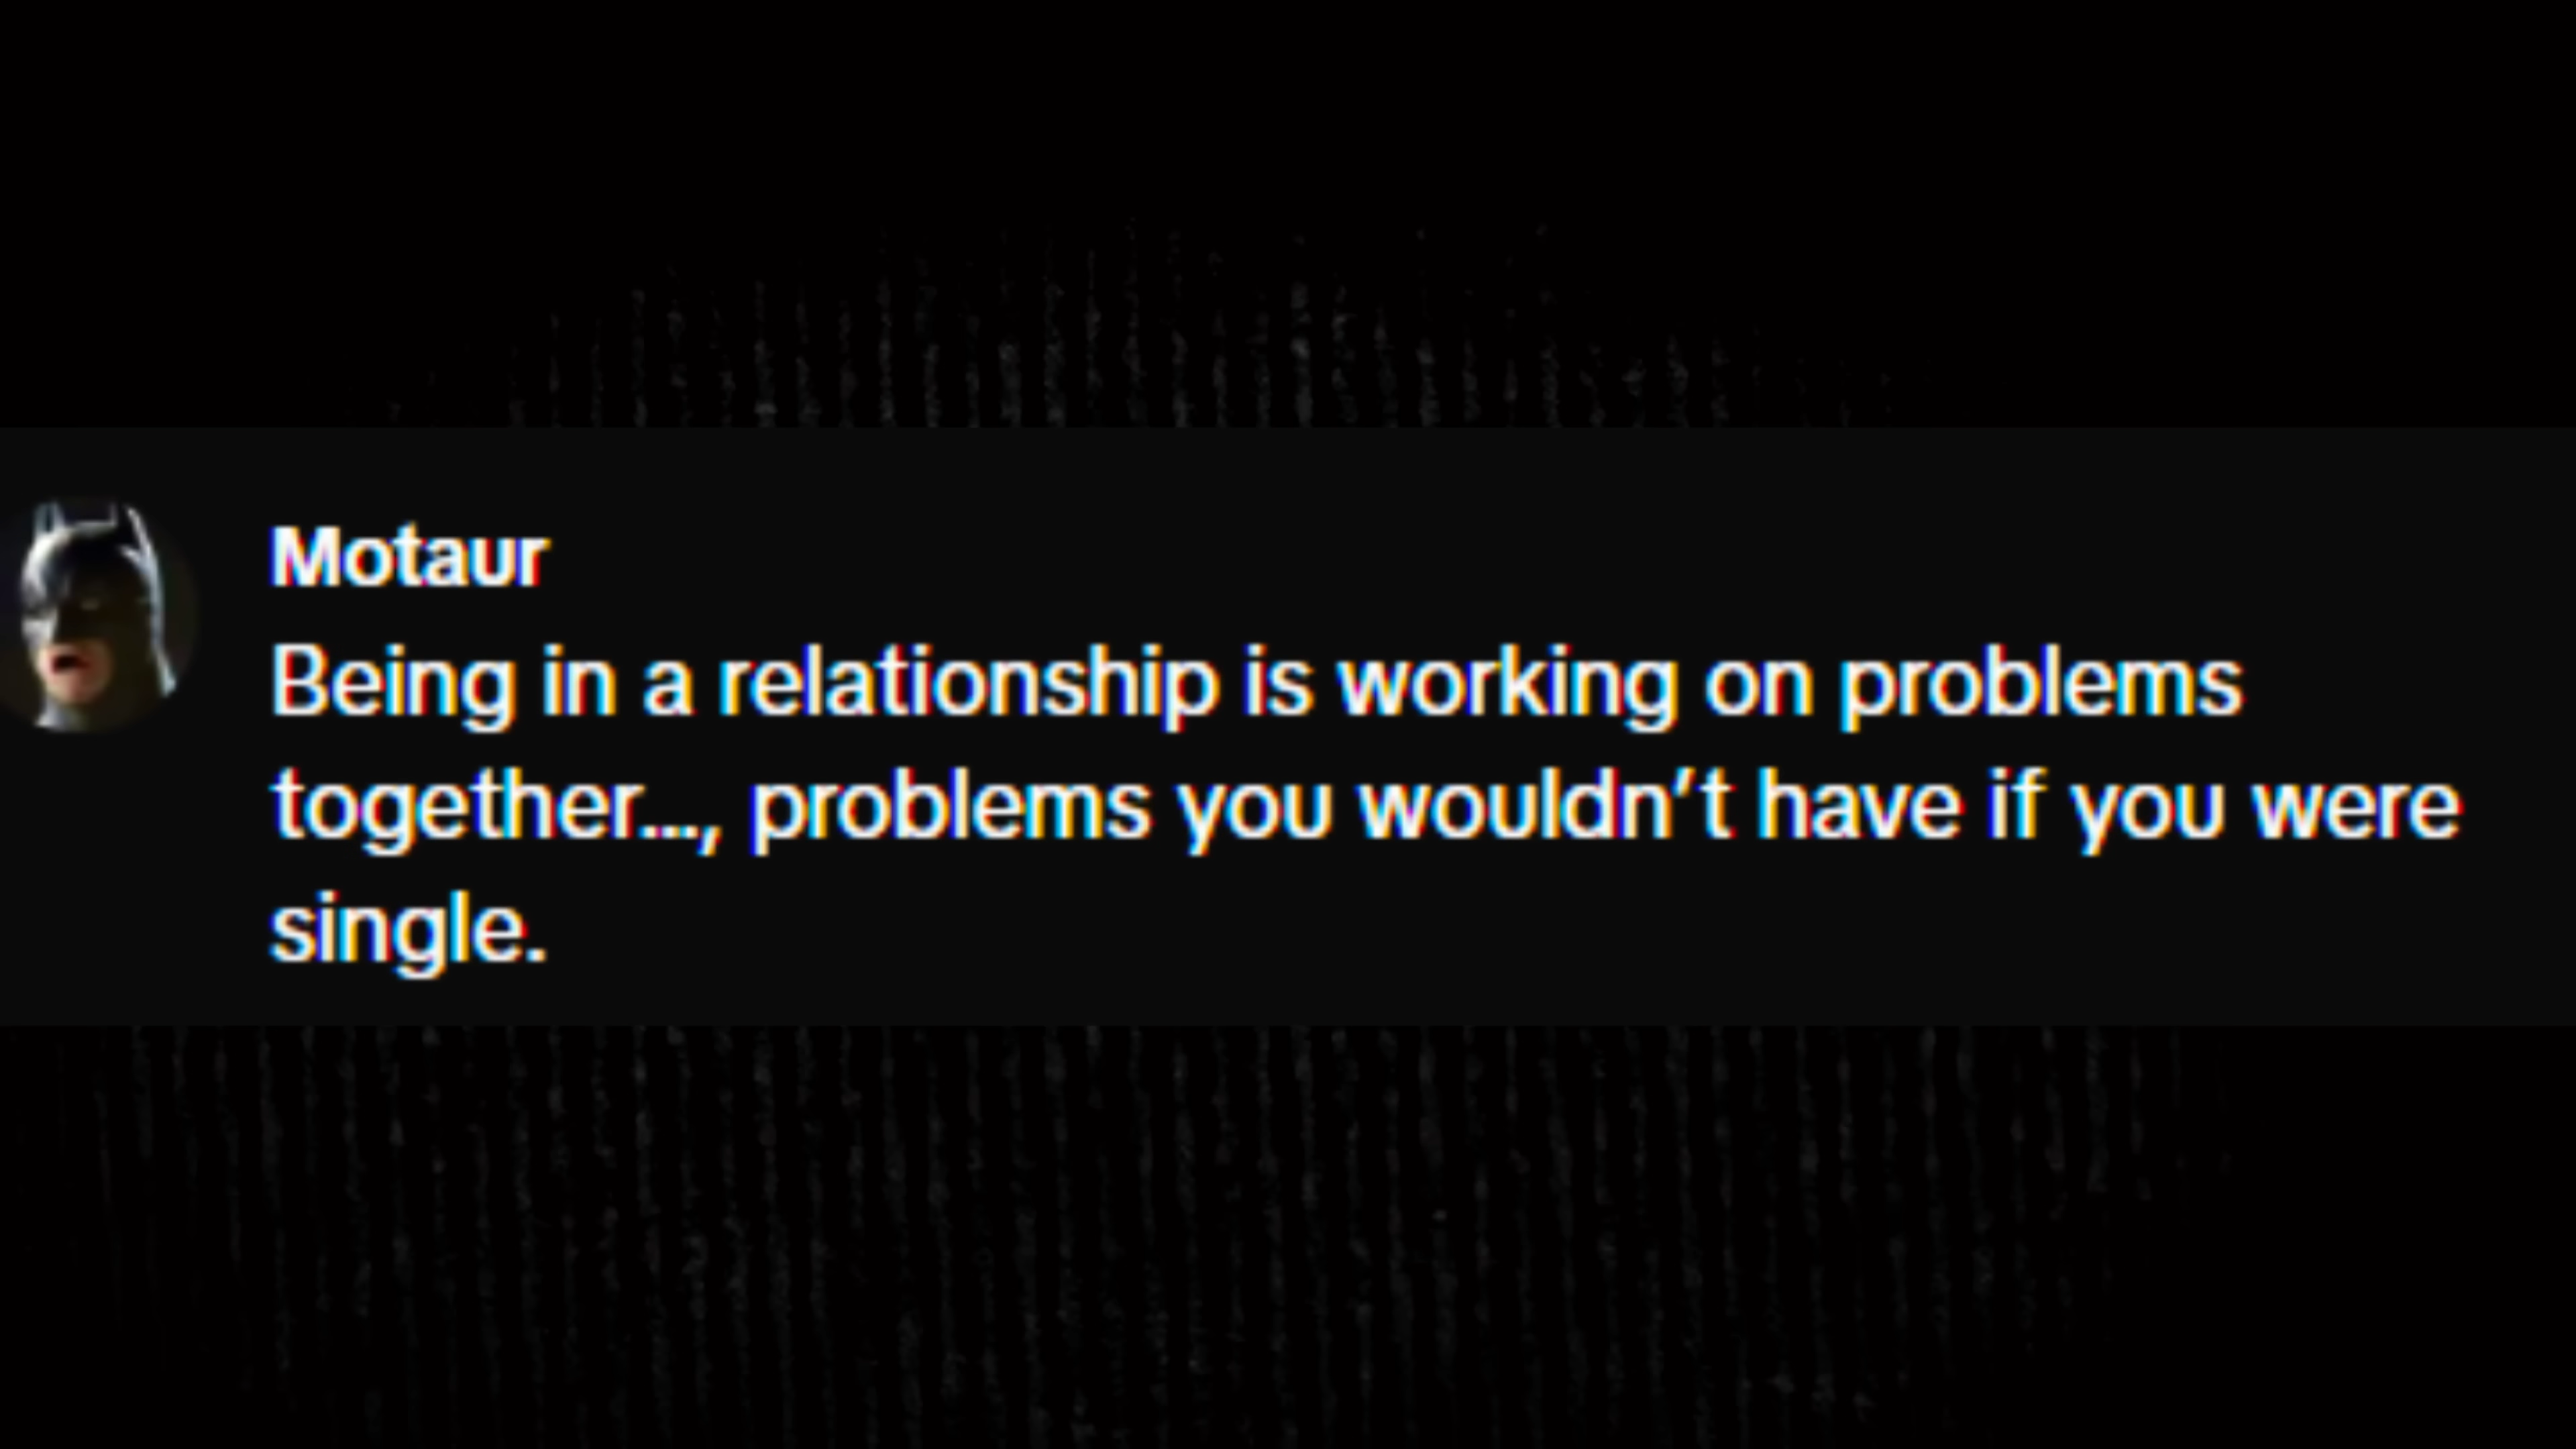 Motaur
Being in a relationship is working on problems
together..., problems you wouldn’t have if you were
single.